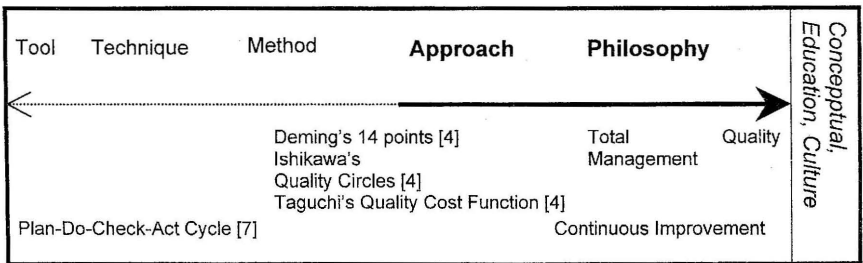 Tool Technique Method Approach Philosophy
Deming's 14 points [4]
Ishikawa's
Quality Circles [4]
Taguchi's Quality Cost Function [4]
Total Quality
Management
Plan-Do-Check-Act Cycle [7]
Continuous Improvement
Concepptual,
Education, Culture